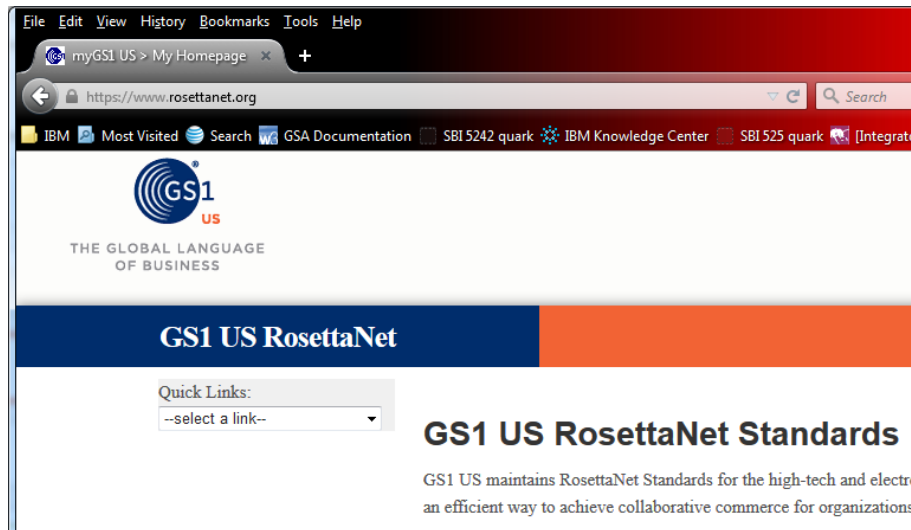 File Edit View History Bookmarks Tools Help
myGS1 US > My Homepage
https://www.rosettanet.org
Search
IBM Most Visited Search GSA Documentation SBI 5242 quark IBM Knowledge Center SBI 525 quark [Integrat
GS1
US
THE GLOBAL LANGUAGE
OF BUSINESS
GS1 US RosettaNet
Quick Links:
--select a link--
GS1 US RosettaNet Standards
GS1 US maintains RosettaNet Standards for the high-tech and electr
an efficient way to achieve collaborative commerce for organizations